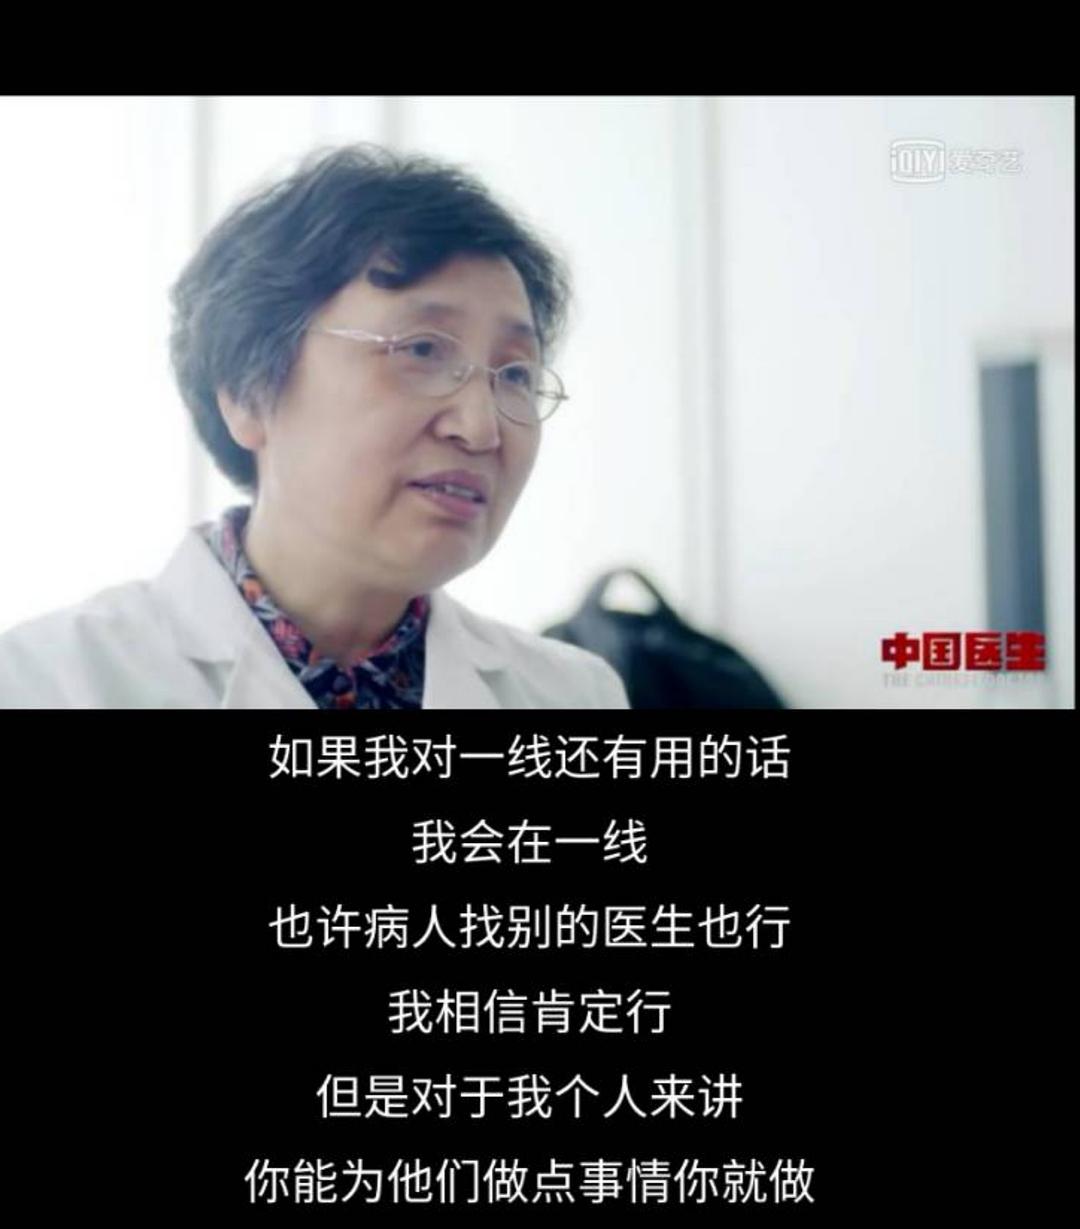 iQIYI 爱奇艺
中国医生
如果我对一线还有用的话
我会在一线
也许病人找别的医生也行
我相信肯定行
但是对于我个人来讲
你能为他们做点事情你就做